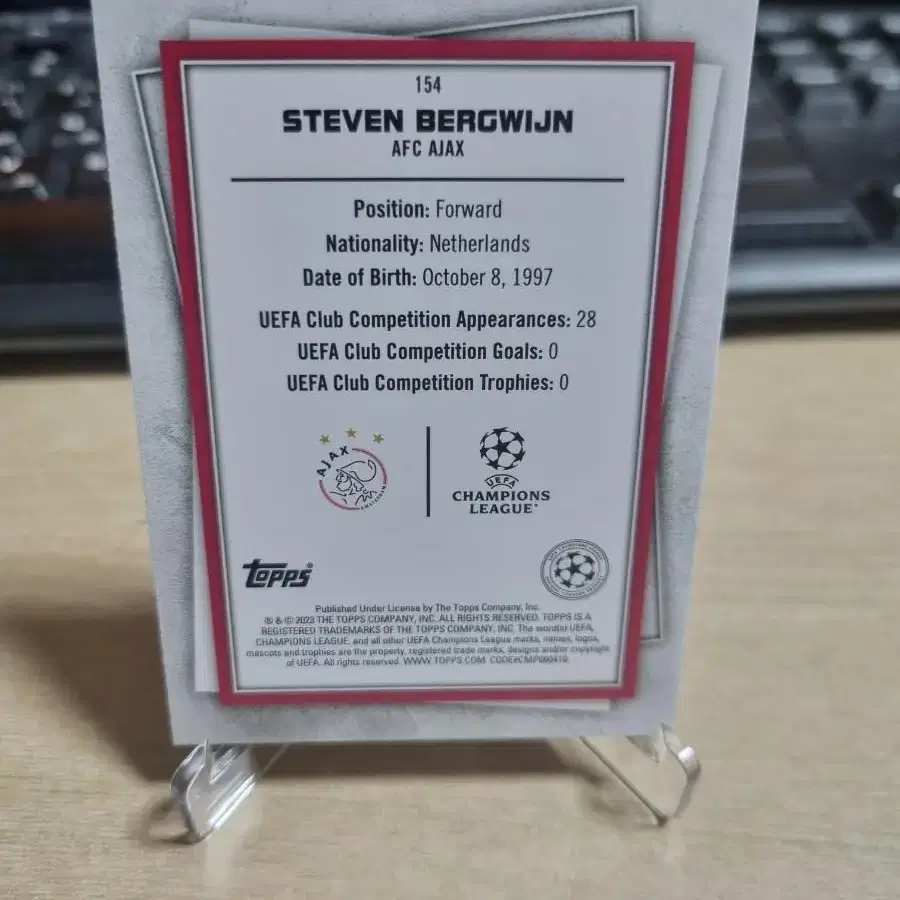 154
STEVEN BERGWIJN
AFC AJAX
Position: Forward
Nationality: Netherlands
Date of Birth: October 8, 1997
UEFA Club Competition Appearances: 28
UEFA Club Competition Goals: 0
UEFA Club Competition Trophies: 0
AJAX
AMSTERDAM
UEFA
CHAMPIONS
LEAGUE
topps
Published Under License by The Topps Company, Inc.
® & © 2023 THE TOPPS COMPANY, INC. ALL RIGHTS RESERVED. TOPPS IS A
REGISTERED TRADEMARKS OF THE TOPPS COMPANY, INC. The word(s) UEFA,
CHAMPIONS LEAGUE, and all other UEFA Champions League marks, names, logos,
mascots and trophies are the property, registered trade marks, designs and/or copyright
of UEFA. All rights reserved. WWW.TOPPS.COM CODE#CMP080419